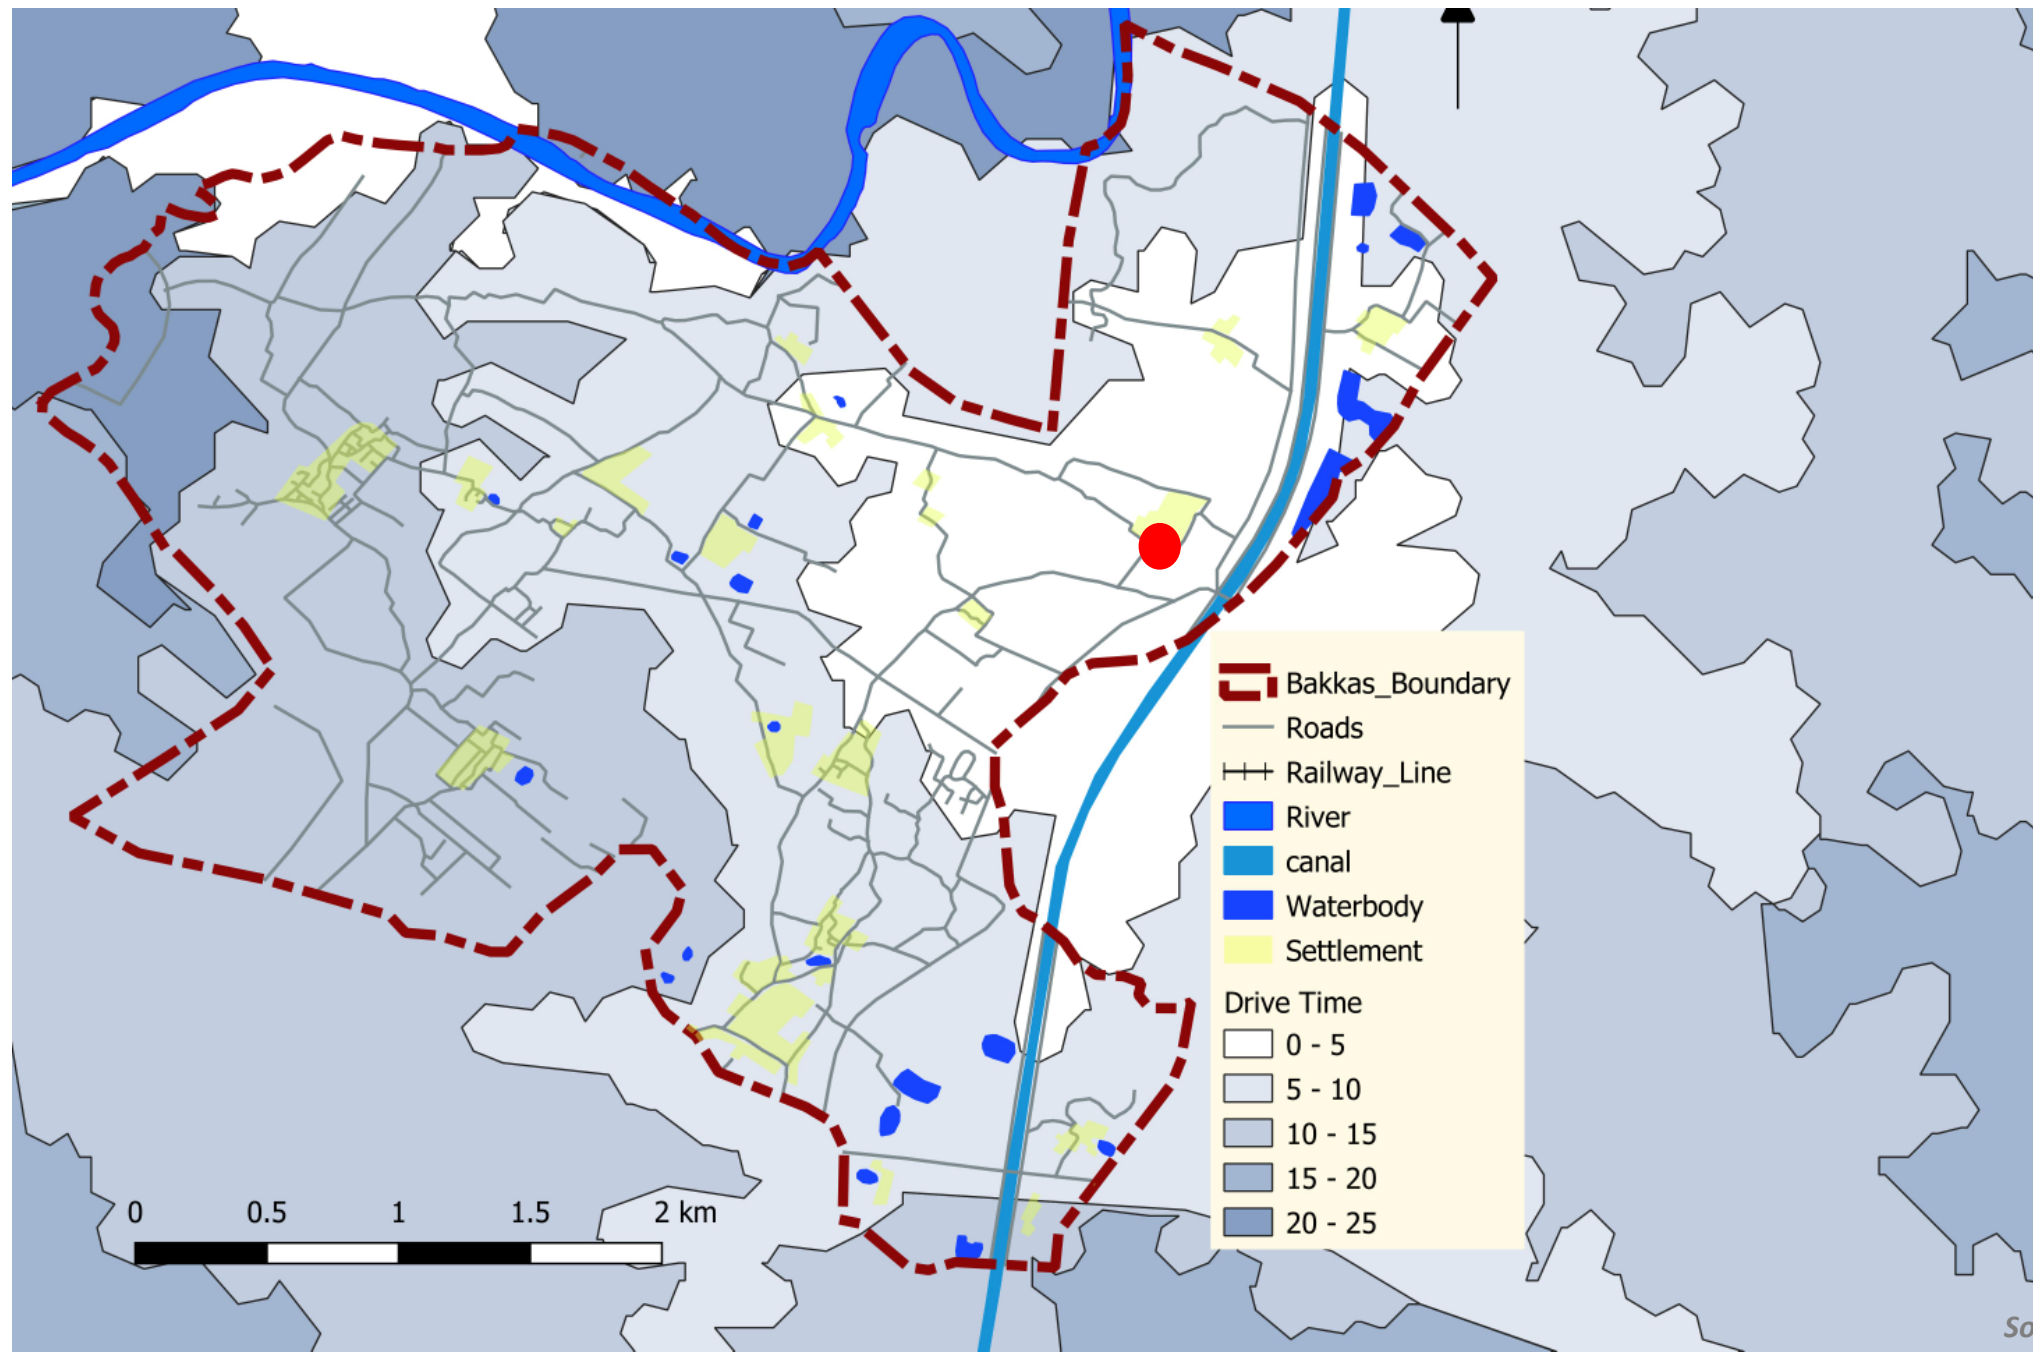 Bakkas_Boundary
Roads
Railway_Line
River
canal
Waterbody
Settlement
Drive Time
0 - 5
5 - 10
10 - 15
15 - 20
20 - 25
0 0.5 1 1.5 2 km
So